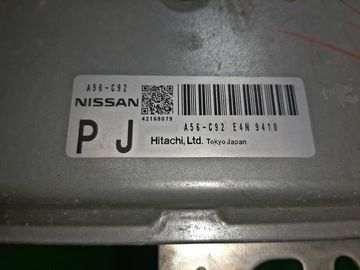 A56-C92
NISSAN
42168079
P J
A56-C92 E4N 9410
Hitachi, Ltd. Tokyo Japan